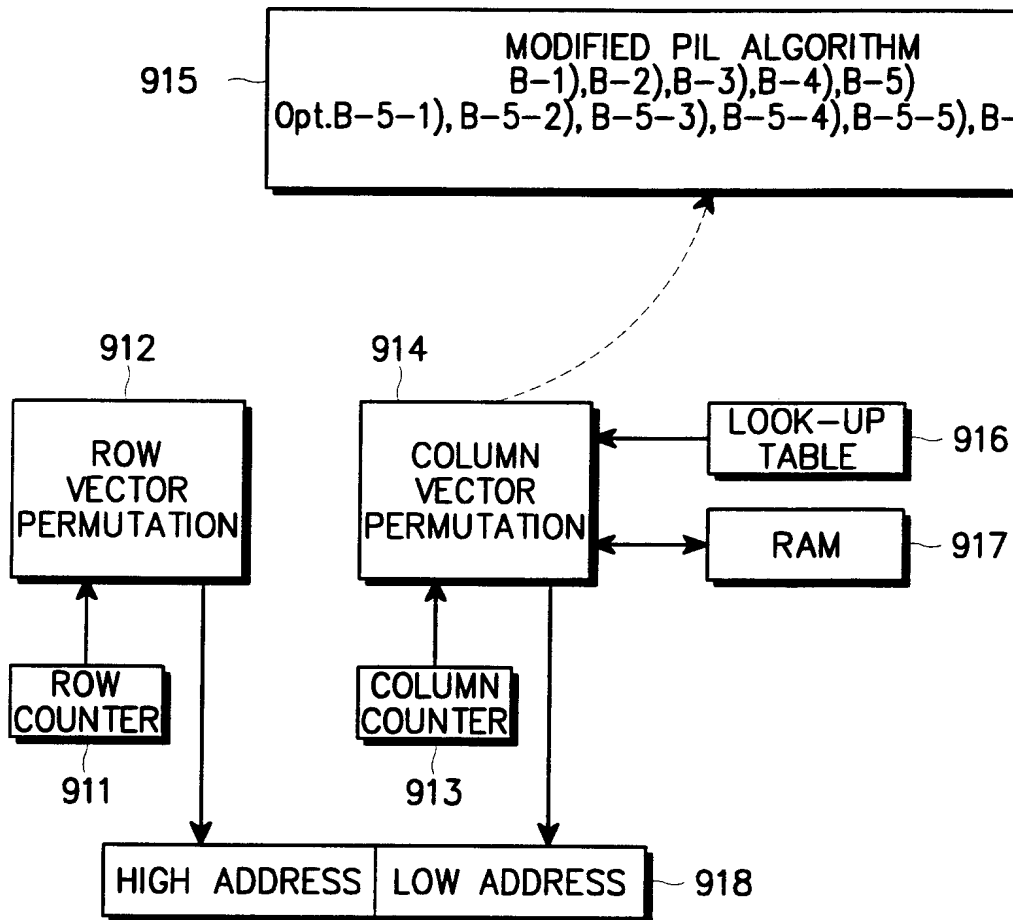 MODIFIED PIL ALGORITHM
B-1),B-2),B-3),B-4),B-5)
Opt.B-5-1),B-5-2),B-5-3),B-5-4),B-5-5),B-
915
912
914
ROW
VECTOR
PERMUTATION
COLUMN
VECTOR
PERMUTATION
LOOK-UP
TABLE
916
RAM
917
ROW
COUNTER
COLUMN
COUNTER
911
913
HIGH ADDRESS
LOW ADDRESS
918